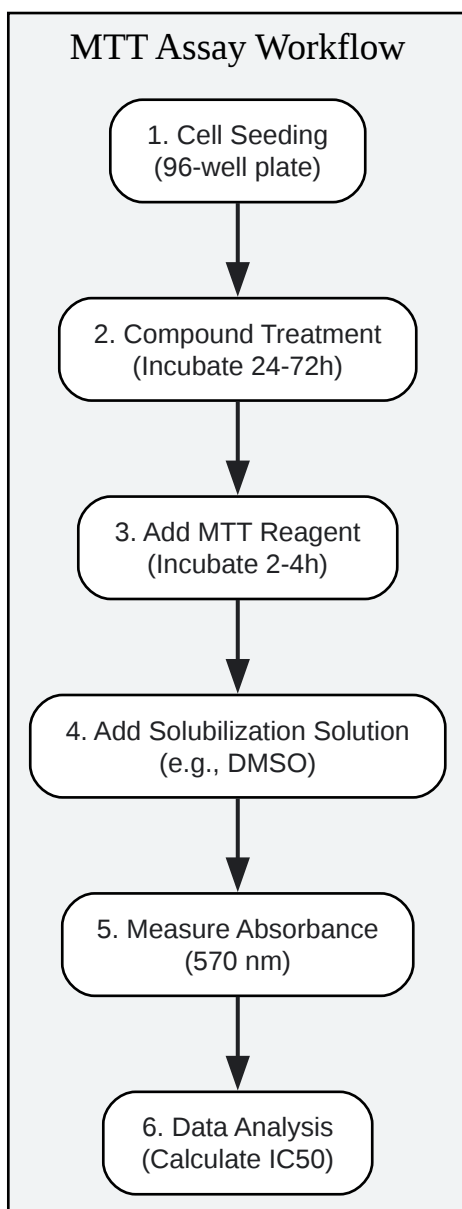 MTT Assay Workflow
1. Cell Seeding
(96-well plate)
2. Compound Treatment
(Incubate 24-72h)
3. Add MTT Reagent
(Incubate 2-4h)
4. Add Solubilization Solution
(e.g., DMSO)
5. Measure Absorbance
(570 nm)
6. Data Analysis
(Calculate IC50)